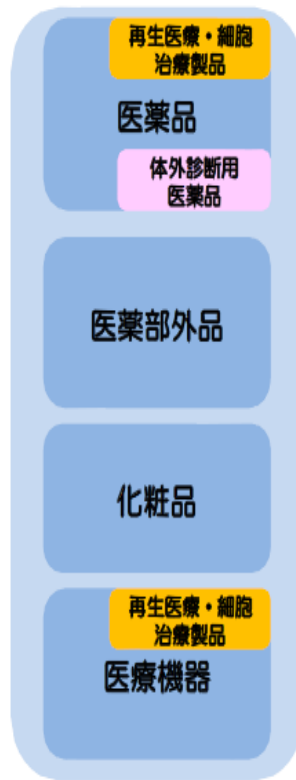 再生医療・細胞
治療製品
医薬品
体外診断用
医薬品
医薬部外品
化粧品
再生医療・細胞
治療製品
医療機器